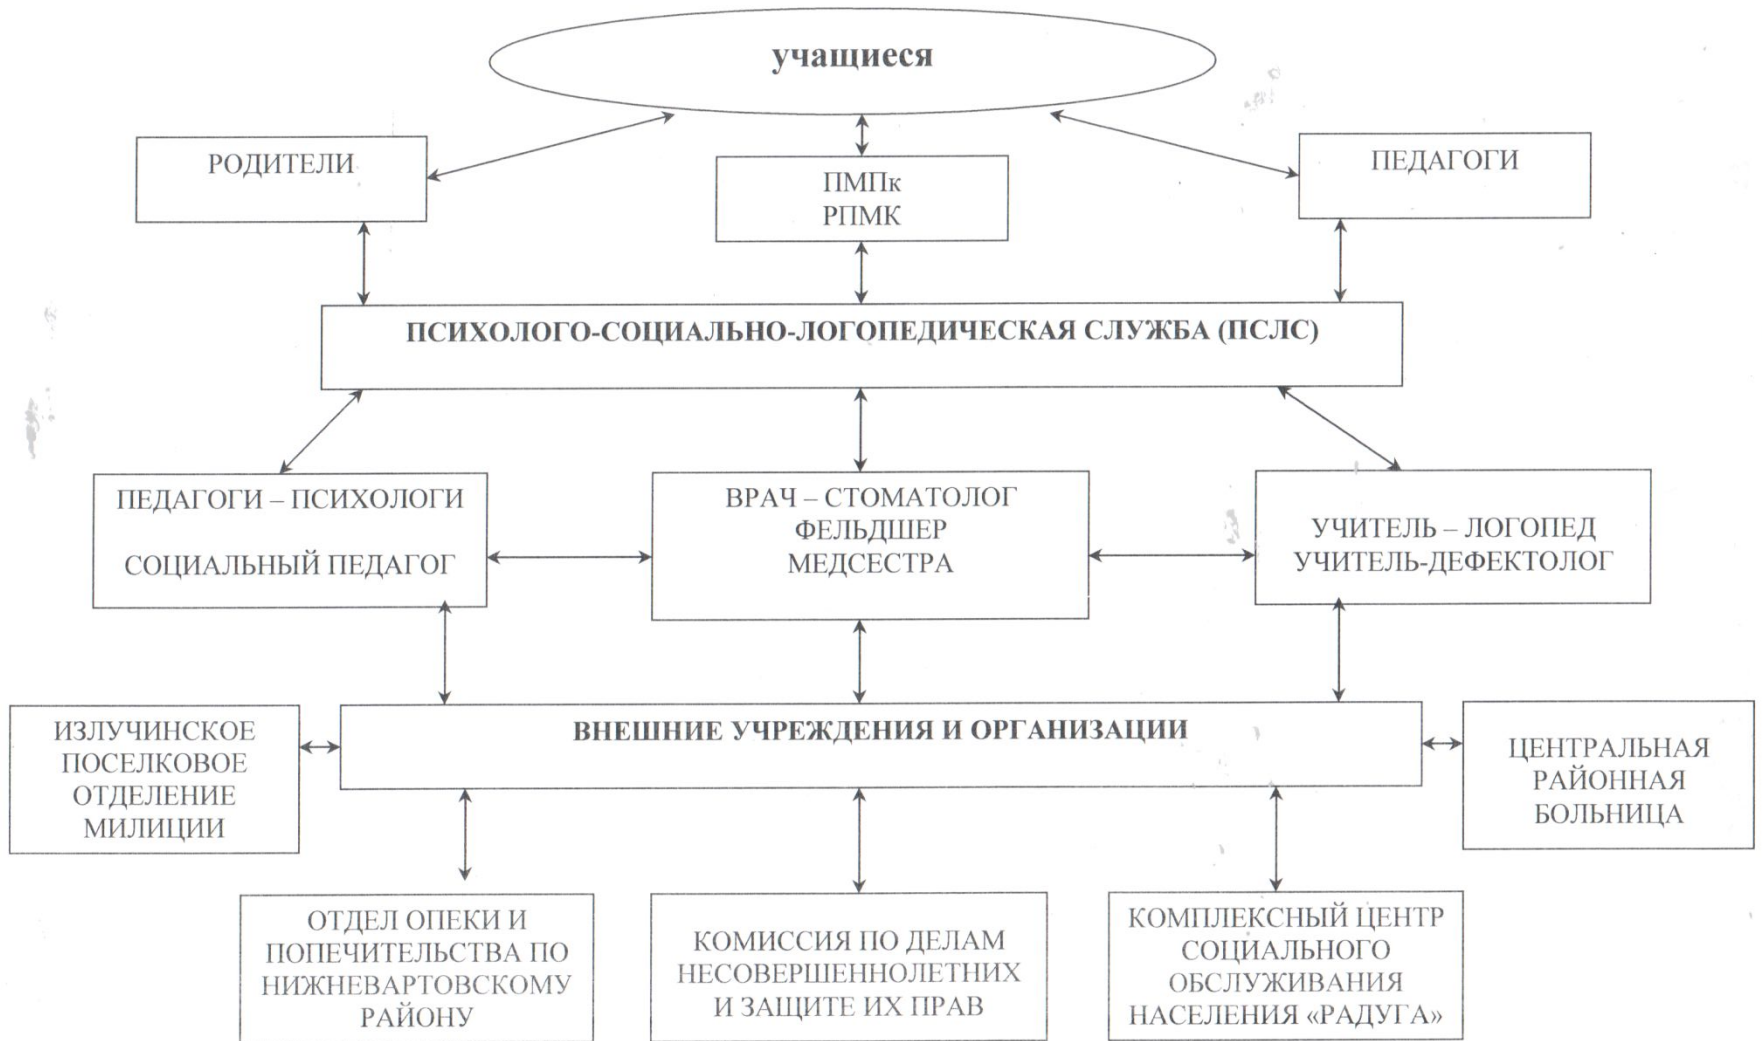 учащиеся
РОДИТЕЛИ
ПМПк
РПМК
ПЕДАГОГИ
ПСИХОЛОГО-СОЦИАЛЬНО-ЛОГОПЕДИЧЕСКАЯ СЛУЖБА (ПСЛС)
ПЕДАГОГИ – ПСИХОЛОГИ
СОЦИАЛЬНЫЙ ПЕДАГОГ
ВРАЧ – СТОМАТОЛОГ
ФЕЛЬДШЕР
МЕДСЕСТРА
УЧИТЕЛЬ – ЛОГОПЕД
УЧИТЕЛЬ-ДЕФЕКТОЛОГ
ИЗЛУЧИНСКОЕ
ПОСЕЛКОВОЕ
ОТДЕЛЕНИЕ
МИЛИЦИИ
ВНЕШНИЕ УЧРЕЖДЕНИЯ И ОРГАНИЗАЦИИ
ЦЕНТРАЛЬНАЯ
РАЙОННАЯ
БОЛЬНИЦА
ОТДЕЛ ОПЕКИ И
ПОПЕЧИТЕЛЬСТВА ПО
НИЖНЕВАРТОВСКОМУ
РАЙОНУ
КОМИССИЯ ПО ДЕЛАМ
НЕСОВЕРШЕННОЛЕТНИХ
И ЗАЩИТЕ ИХ ПРАВ
КОМПЛЕКСНЫЙ ЦЕНТР
СОЦИАЛЬНОГО
ОБСЛУЖИВАНИЯ
НАСЕЛЕНИЯ «РАДУГА»